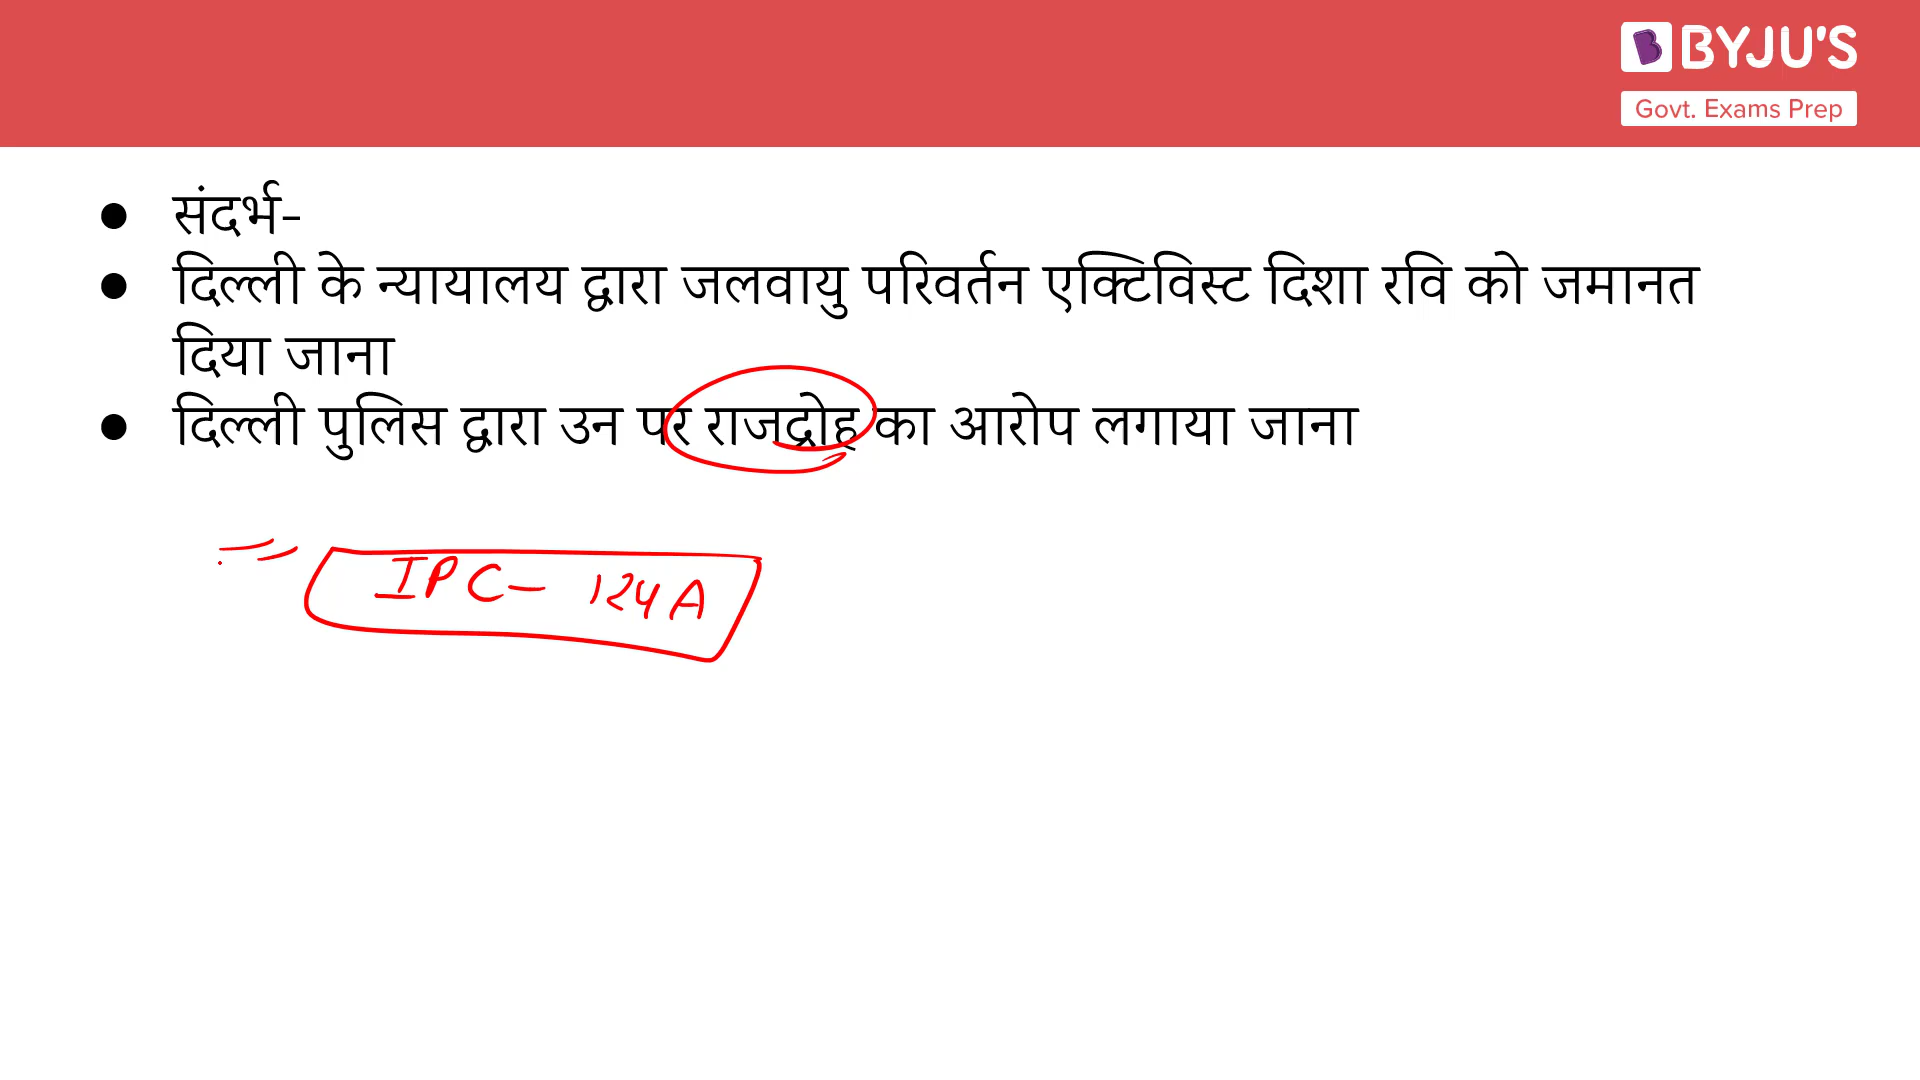 BYJU'S
Govt. Exams Prep
● संदर्भ-
● दिल्ली के न्यायालय द्वारा जलवायु परिवर्तन एक्टिविस्ट दिशा रवि को जमानत
दिया जाना
● दिल्ली पुलिस द्वारा उन पर राजद्रोह का आरोप लगाया जाना
IPC- 124A